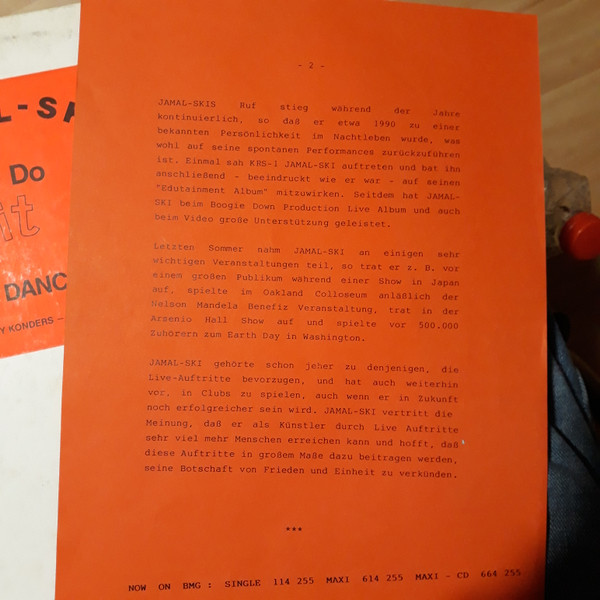 L-S
Do
it
DANC
Y KONDERS –
- 2 -
JAMAL-SKIS Ruf stieg während der Jahre
kontinuierlich, so daß er etwa 1990 zu einer
bekannten Persönlichkeit im Nachtleben wurde, was
wohl auf seine spontanen Performances zurückzuführen
ist. Einmal sah KRS-1 JAMAL-SKI auftreten und bat ihn
anschließend - beeindruckt wie er war - auf seinen
"Edutainment Album" mitzuwirken. Seitdem hat JAMAL-
SKI beim Boogie Down Production Live Album und auch
beim Video große Unterstützung geleistet.
Letzten Sommer nahm JAMAL-SKI an einigen sehr
wichtigen Veranstaltungen teil, so trat er z. B. vor
einem großen Publikum während einer Show in Japan
auf, spielte im Oakland Colloseum anläßlich der
Nelson Mandela Benefiz Veranstaltung, trat in der
Arzenio Hall Show auf und spielte vor 500.000
Zuhörern zum Earth Day in Washington.
JAMAL-SKI gehörte schon jeher zu denjenigen, die
Live-Auftritte bevorzugen, und hat auch weiterhin
vor, in Clubs zu spielen, auch wenn er in Zukunft
noch erfolgreicher sein wird. JAMAL-SKI vertritt die
Meinung, daß er als Künstler durch Live Auftritte
sehr viel mehr Menschen erreichen kann und hofft, daß
diese Auftritte in großem Maße dazu beitragen werden,
seine Botschaft von Frieden und Einheit zu verkünden.
***
NOW ON BMG : SINGLE 114 255 MAXI 614 255 MAXI - CD 664 255